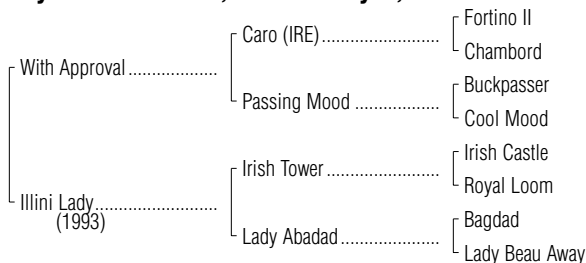 Fortino II
Caro (IRE)
Chambord
With Approval
Buckpasser
Passing Mood
Cool Mood
Irish Castle
Irish Tower
Royal Loom
Illini Lady
(1993)
Bagdad
Lady Abadad
Lady Beau Away